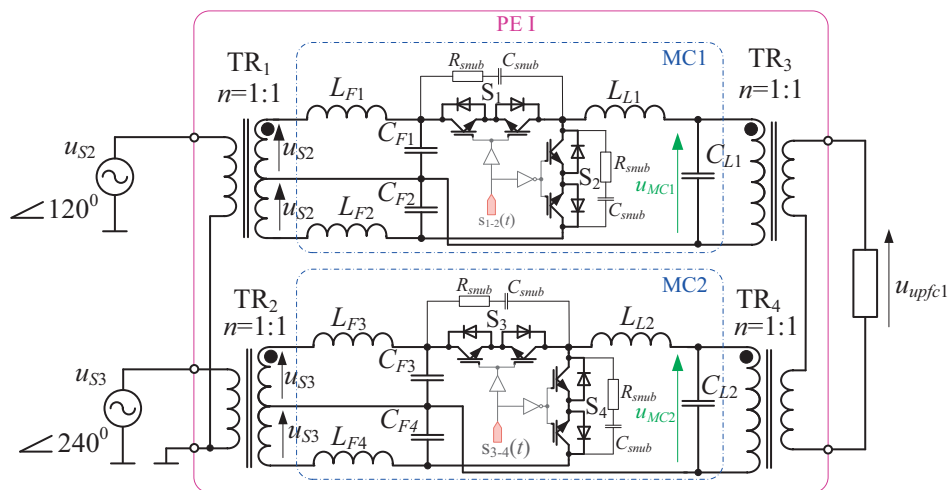 PE I
MC1
TR1
n=1:1
LF1
Rsnub
Csnub
S1
LL1
TR3
n=1:1
uS2
∠120⁰
uS2
uS2
CF1
CF2
LF2
s1-2(t)
S2
Rsnub
Csnub
uMC1
CL1
uupfc1
MC2
TR2
n=1:1
LF3
Rsnub
Csnub
S3
LL2
TR4
n=1:1
uS3
∠240⁰
uS3
uS3
CF3
CF4
LF4
s3-4(t)
S4
Rsnub
Csnub
uMC2
CL2